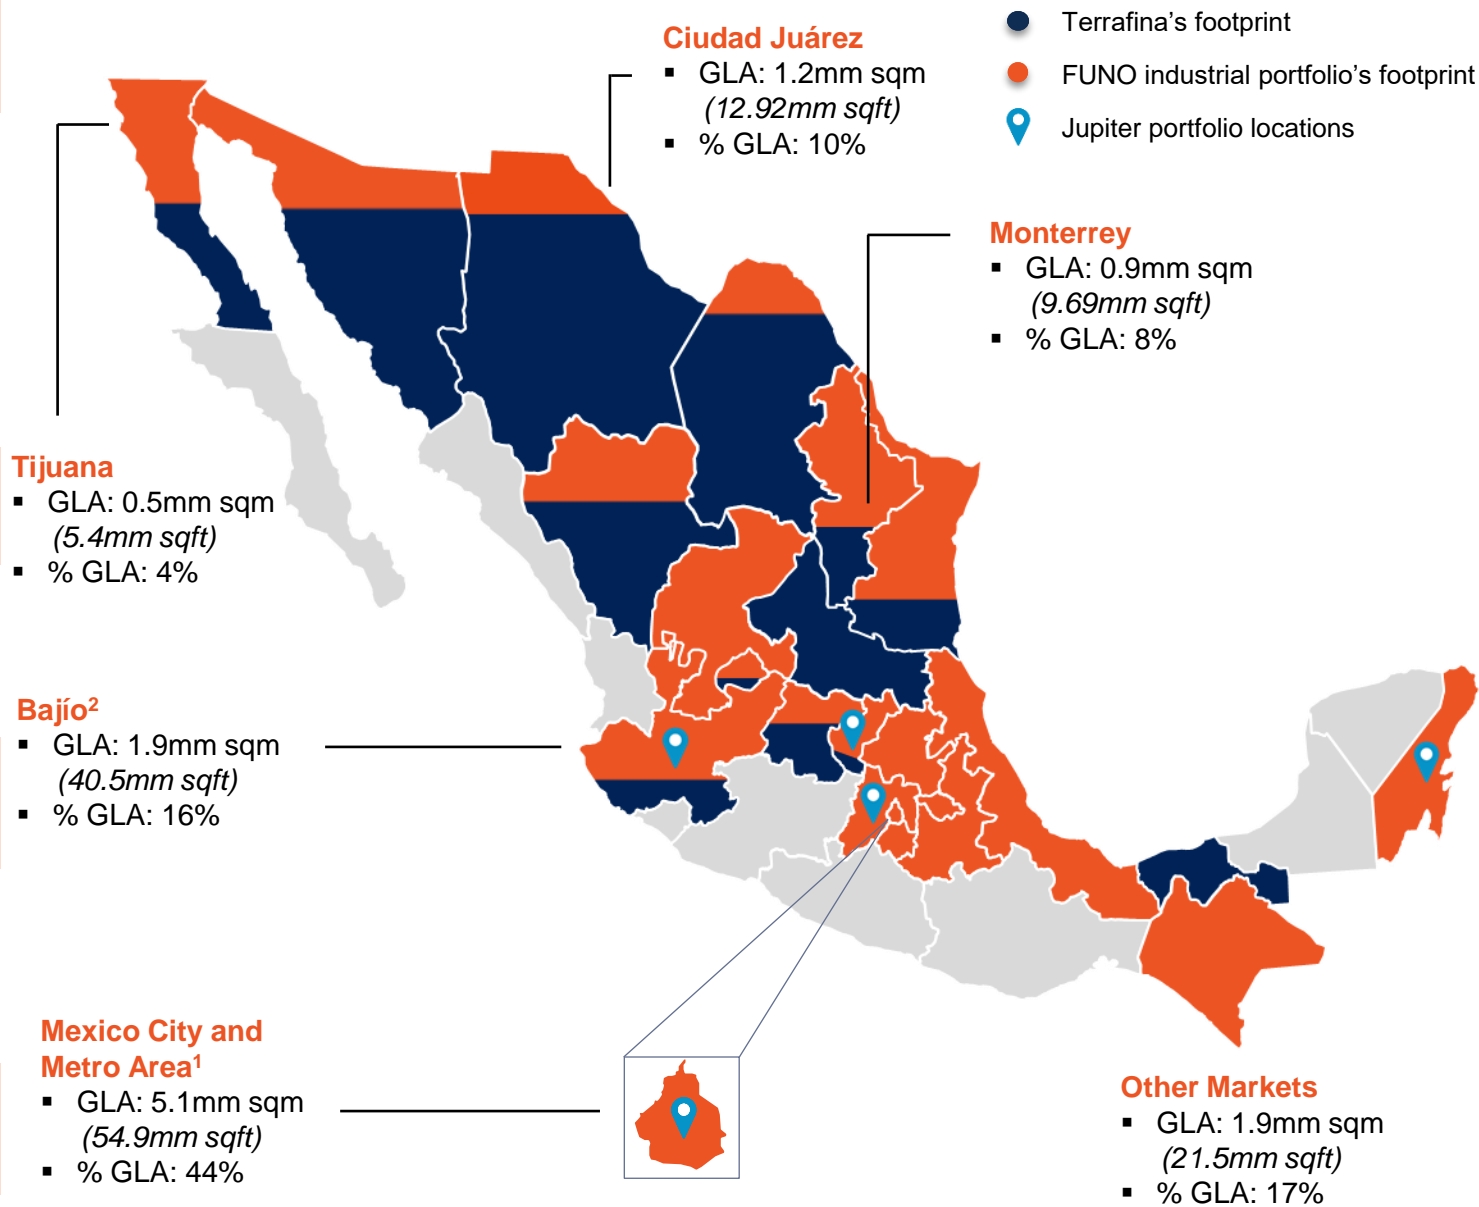 Terrafina's footprint
FUNO industrial portfolio's footprint
Jupiter portfolio locations
Ciudad Juárez
▪ GLA: 1.2mm sqm
(12.92mm sqft)
▪ % GLA: 10%
Monterrey
▪ GLA: 0.9mm sqm
(9.69mm sqft)
▪ % GLA: 8%
Tijuana
▪ GLA: 0.5mm sqm
(5.4mm sqft)
▪ % GLA: 4%
Bajío²
▪ GLA: 1.9mm sqm
(40.5mm sqft)
▪ % GLA: 16%
Mexico City and
Metro Area¹
▪ GLA: 5.1mm sqm
(54.9mm sqft)
▪ % GLA: 44%
Other Markets
▪ GLA: 1.9mm sqm
(21.5mm sqft)
▪ % GLA: 17%